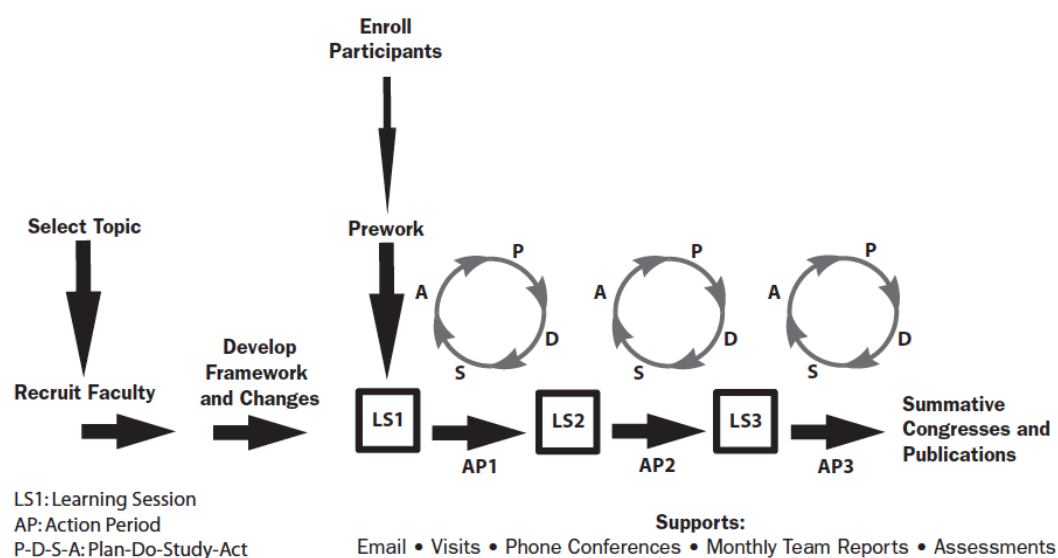 Enroll
Participants
Select Topic
Prework
P
A
D
S
P
A
D
S
P
A
D
S
Recruit Faculty
Develop
Framework
and Changes
LS1
LS2
LS3
AP1
AP2
AP3
Summative
Congresses and
Publications
LS1: Learning Session
AP: Action Period
P-D-S-A: Plan-Do-Study-Act
Supports:
Email • Visits • Phone Conferences • Monthly Team Reports • Assessments